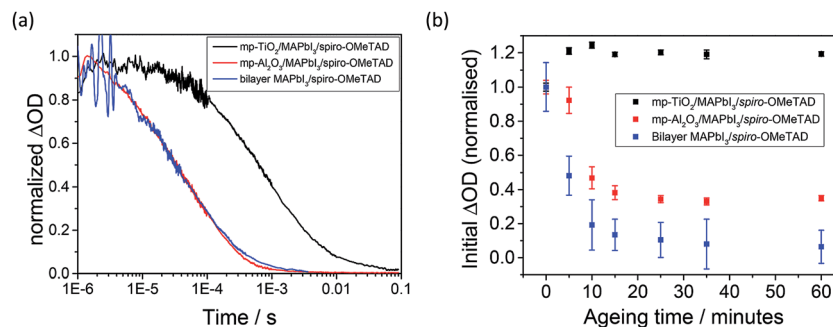 (a)
mp-TiO₂/MAPbI₃/spiro-OMeTAD
mp-Al₂O₃/MAPbI₃/spiro-OMeTAD
bilayer MAPbI₃/spiro-OMeTAD
normalized ΔOD
1.0
0.8
0.6
0.4
0.2
0.0
1E-6 1E-5 1E-4 1E-3 0.01 0.1
Time / s
(b)
mp-TiO₂/MAPbI₃/spiro-OMeTAD
mp-Al₂O₃/MAPbI₃/spiro-OMeTAD
Bilayer MAPbI₃/spiro-OMeTAD
Initial ΔOD (normalised)
1.2
1.0
0.8
0.6
0.4
0.2
0.0
0 10 20 30 40 50 60
Ageing time / minutes